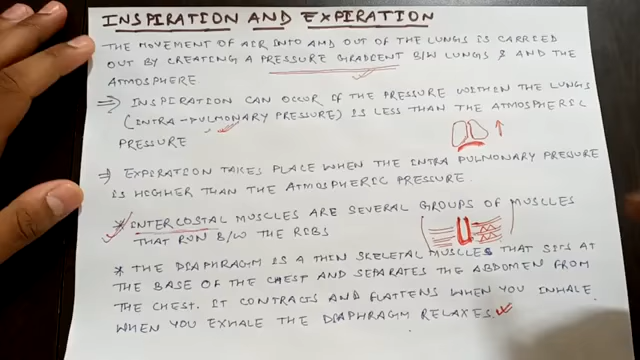 INSPIRATION AND EXPIRATION
THE MOVEMENT OF AIR INTO AND OUT OF THE LUNGS IS CARRIED
OUT BY CREATING A PRESSURE GRADIENT B/W LUNGS & AND THE
ATMOSPHERE
⇒ INSPIRATION CAN OCCUR IF THE PRESSURE WITHIN THE LUNGS
(INTRA-PULMONARY PRESSURE) IS LESS THAN THE ATMOSPHERIC
PRESSURE
⇒ EXPIRATION TAKES PLACE WHEN THE INTRA PULMONARY PRESSURE
IS HIGHER THAN THE ATMOSPHERIC PRESSURE.
* INTERCOSTAL MUSCLES ARE SEVERAL GROUPS OF MUSCLES
THAT RUN B/W THE RIBS
* THE DIAPHRAGM IS A THIN SKELETAL MUSCLES THAT SITS AT
THE BASE OF THE CHEST AND SEPARATES THE ABDOMEN FROM
THE CHEST. IT CONTRACTS AND FLATTENS WHEN YOU INHALE
WHEN YOU EXHALE THE DIAPHRAGM RELAXES.